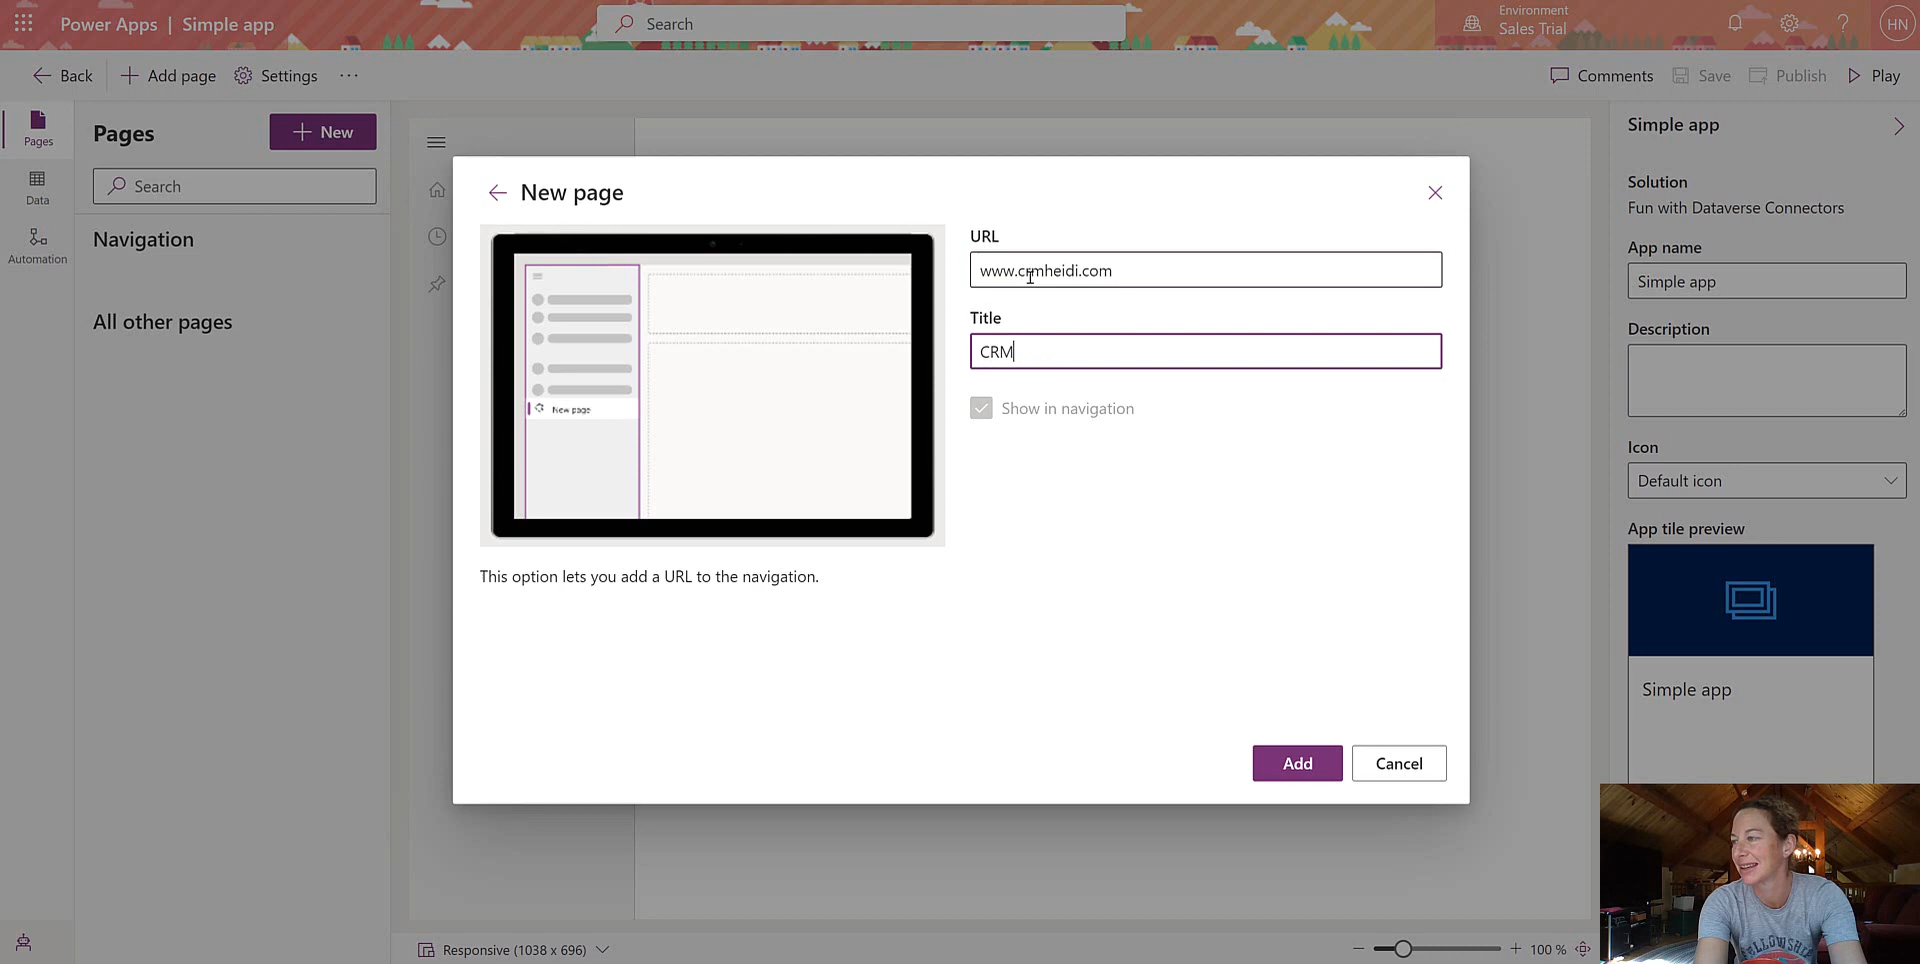 Power Apps | Simple app
Search
Environment
Sales Trial
HN
Back
Add page
Settings
Comments
Save
Publish
Play
Pages
Data
Automation
Pages
New
Search
Navigation
All other pages
New page
New page
This option lets you add a URL to the navigation.
URL
www.crmheidi.com
Title
CRM
Show in navigation
Add
Cancel
Simple app
Solution
Fun with Dataverse Connectors
App name
Simple app
Description
Icon
Default icon
App tile preview
Simple app
Responsive (1038 x 696)
100 %